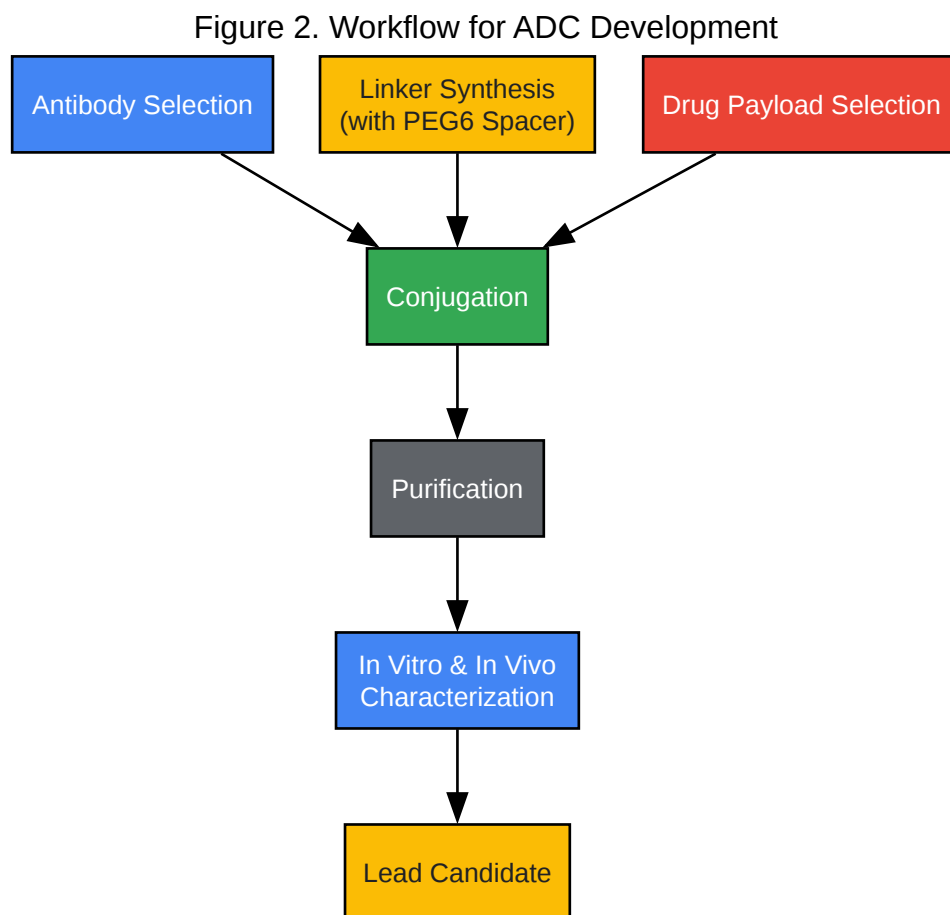 Figure 2. Workflow for ADC Development
Antibody Selection
Linker Synthesis
(with PEG6 Spacer)
Drug Payload Selection
Conjugation
Purification
In Vitro & In Vivo
Characterization
Lead Candidate